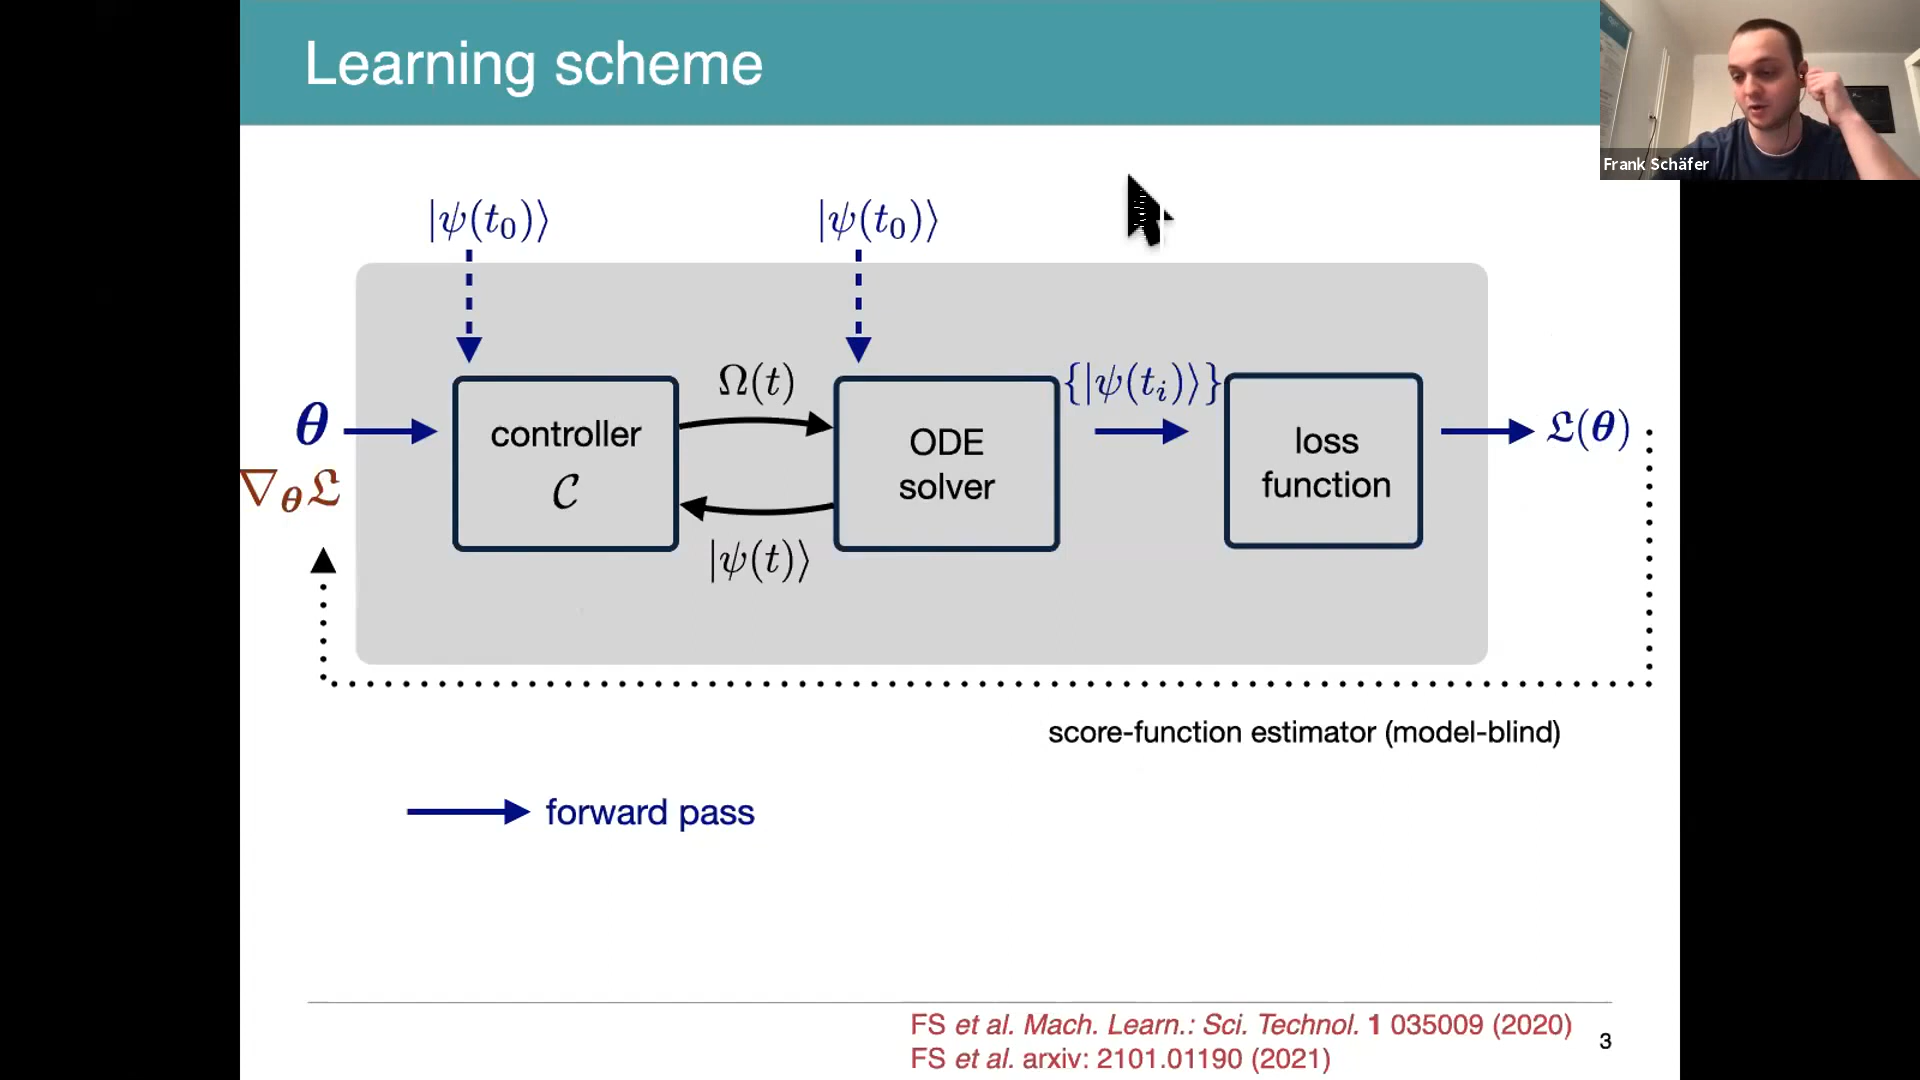 Learning scheme
Frank Schäfer
|ψ(t₀)⟩
|ψ(t₀)⟩
Ω(t)
{|ψ(tᵢ)⟩}
θ
controller
𝒞
ODE
solver
loss
function
𝔏(θ)
∇θ𝔏
|ψ(t)⟩
score-function estimator (model-blind)
forward pass
FS et al. Mach. Learn.: Sci. Technol. 1 035009 (2020)
FS et al. arxiv: 2101.01190 (2021)
3